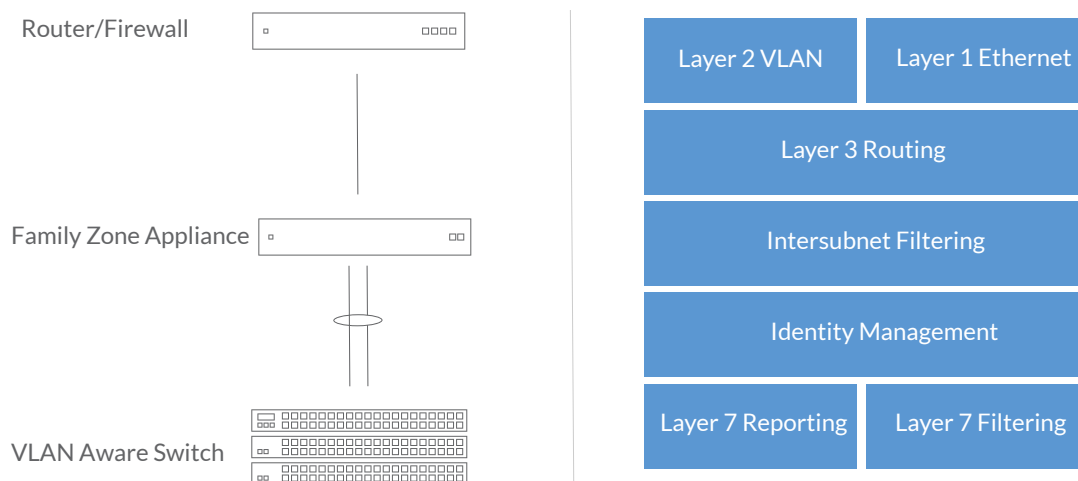 Router/Firewall
Family Zone Appliance
VLAN Aware Switch
Layer 2 VLAN
Layer 1 Ethernet
Layer 3 Routing
Intersubnet Filtering
Identity Management
Layer 7 Reporting
Layer 7 Filtering